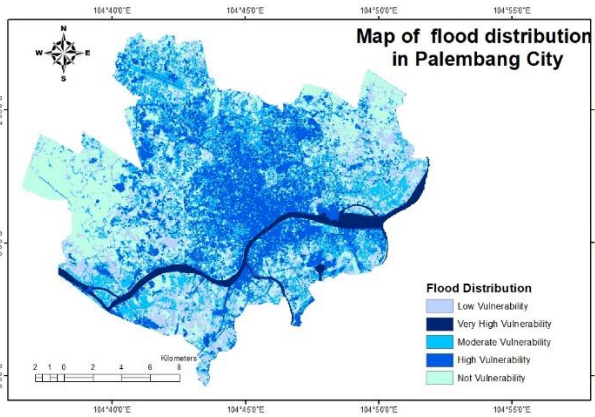 104°40'0"E 104°45'0"E 104°50'0"E 104°55'0"E
Map of flood distribution
in Palembang City
N
W E
S
Flood Distribution
Low Vulnerability
Very High Vulnerability
Moderate Vulnerability
High Vulnerability
Not Vulnerability
Kilometers
2 1 0 2 4 6 8
104°40'0"E 104°45'0"E 104°50'0"E 104°55'0"E